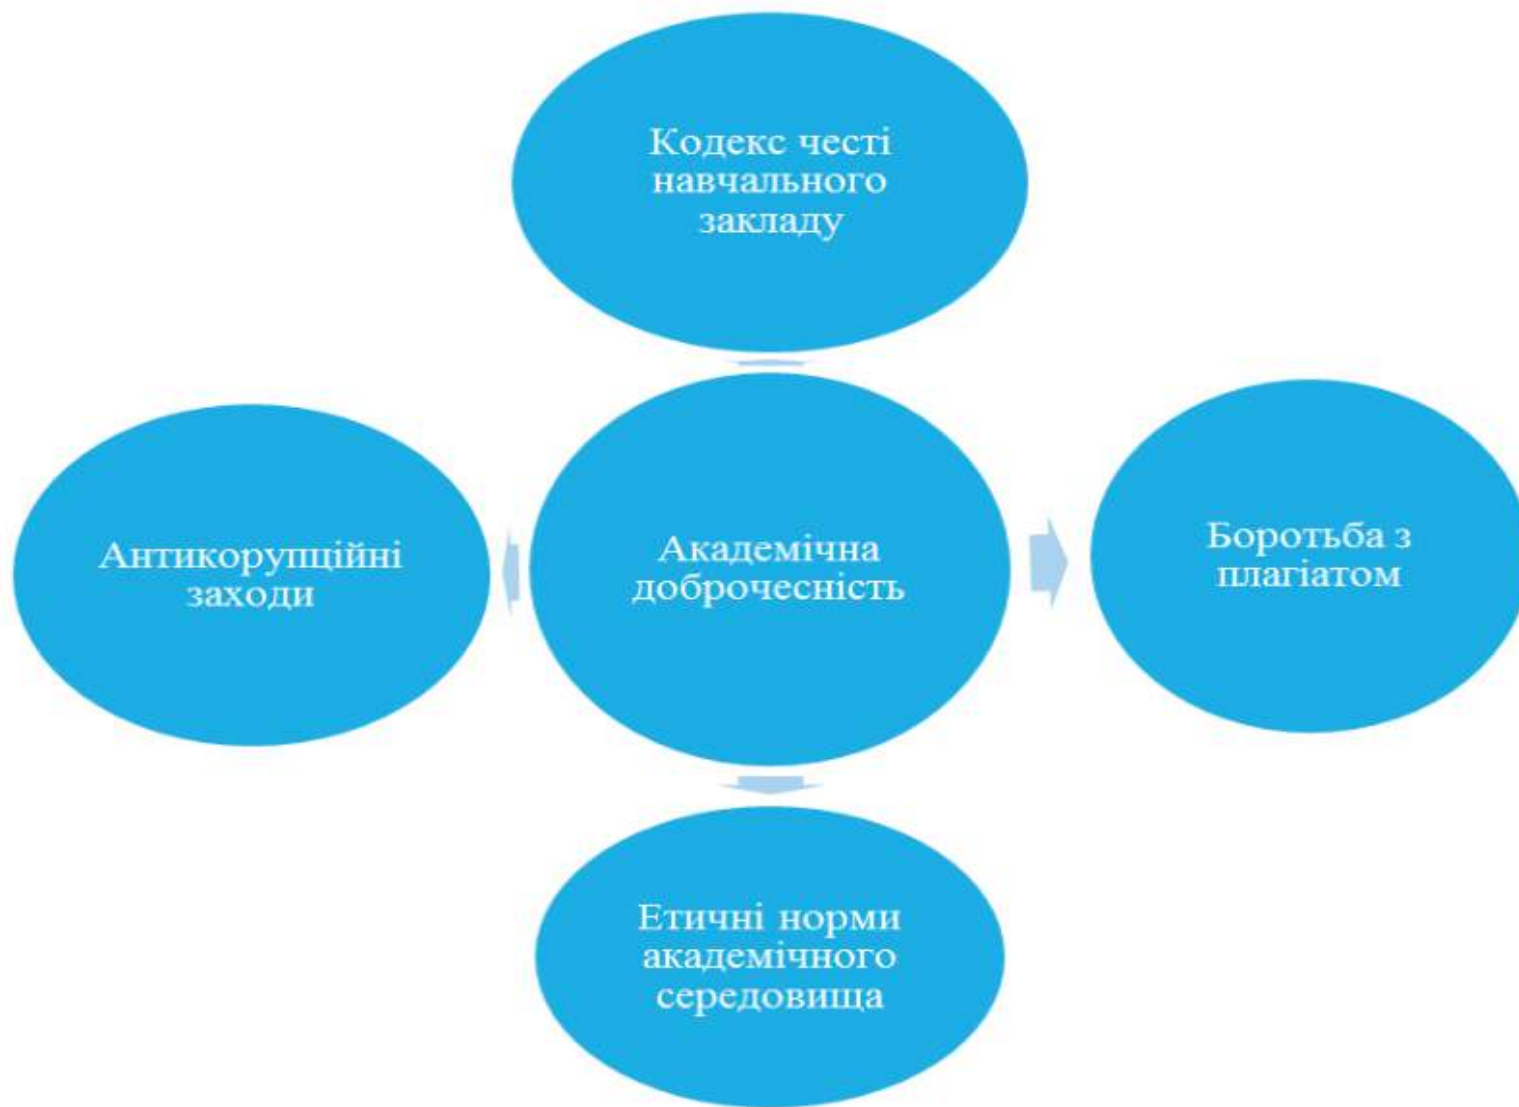 Кодекс честі
навчального
закладу
Антикорупційні
заходи
Академічна
доброчесність
Боротьба з
плагіатом
Етичні норми
академічного
середовища